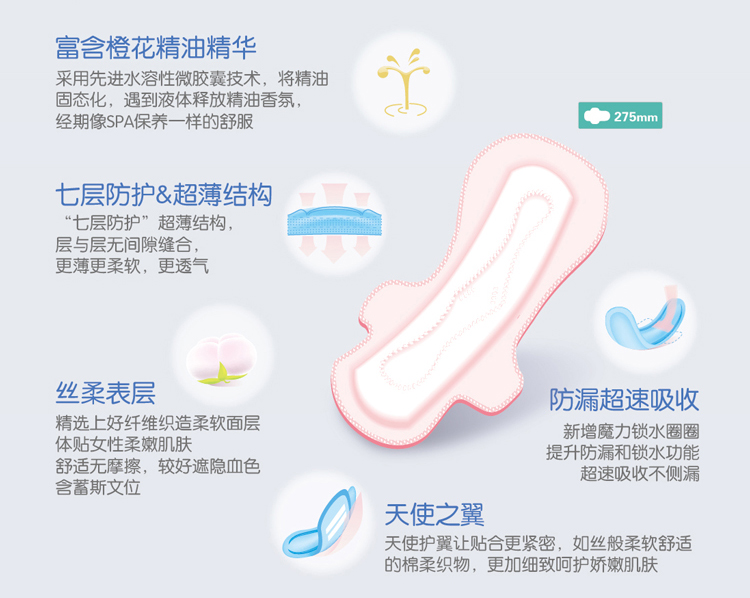 富含橙花精油精华
采用先进水溶性微胶囊技术，将精油
固态化，遇到液体释放精油香氛，
经期像SPA保养一样的舒服
275mm
七层防护&超薄结构
“七层防护”超薄结构，
层与层无间隙缝合，
更薄更柔软，更透气
丝柔表层
精选上好纤维织造柔软面层
体贴女性柔嫩肌肤
舒适无摩擦，较好遮隐血色
含蓄斯文位
防漏超速吸收
新增魔力锁水圈圈
提升防漏和锁水功能
超速吸收不侧漏
天使之翼
天使护翼让贴合更紧密，如丝般柔软舒适
的棉柔织物，更加细致呵护娇嫩肌肤